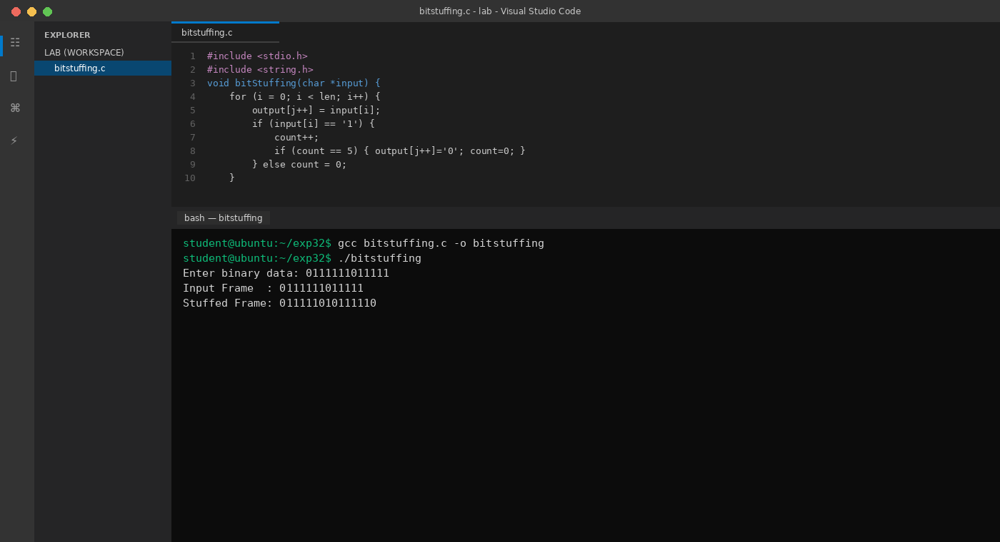 bitstuffing.c - lab - Visual Studio Code
EXPLORER
LAB (WORKSPACE)
bitstuffing.c
bitstuffing.c
1 #include <stdio.h>
2 #include <string.h>
3 void bitStuffing(char *input) {
4     for (i = 0; i < len; i++) {
5         output[j++] = input[i];
6         if (input[i] == '1') {
7             count++;
8             if (count == 5) { output[j++]='0'; count=0; }
9         } else count = 0;
10     }
bash — bitstuffing
student@ubuntu:~/exp32$ gcc bitstuffing.c -o bitstuffing
student@ubuntu:~/exp32$ ./bitstuffing
Enter binary data: 0111111011111
Input Frame  : 0111111011111
Stuffed Frame: 011111010111110